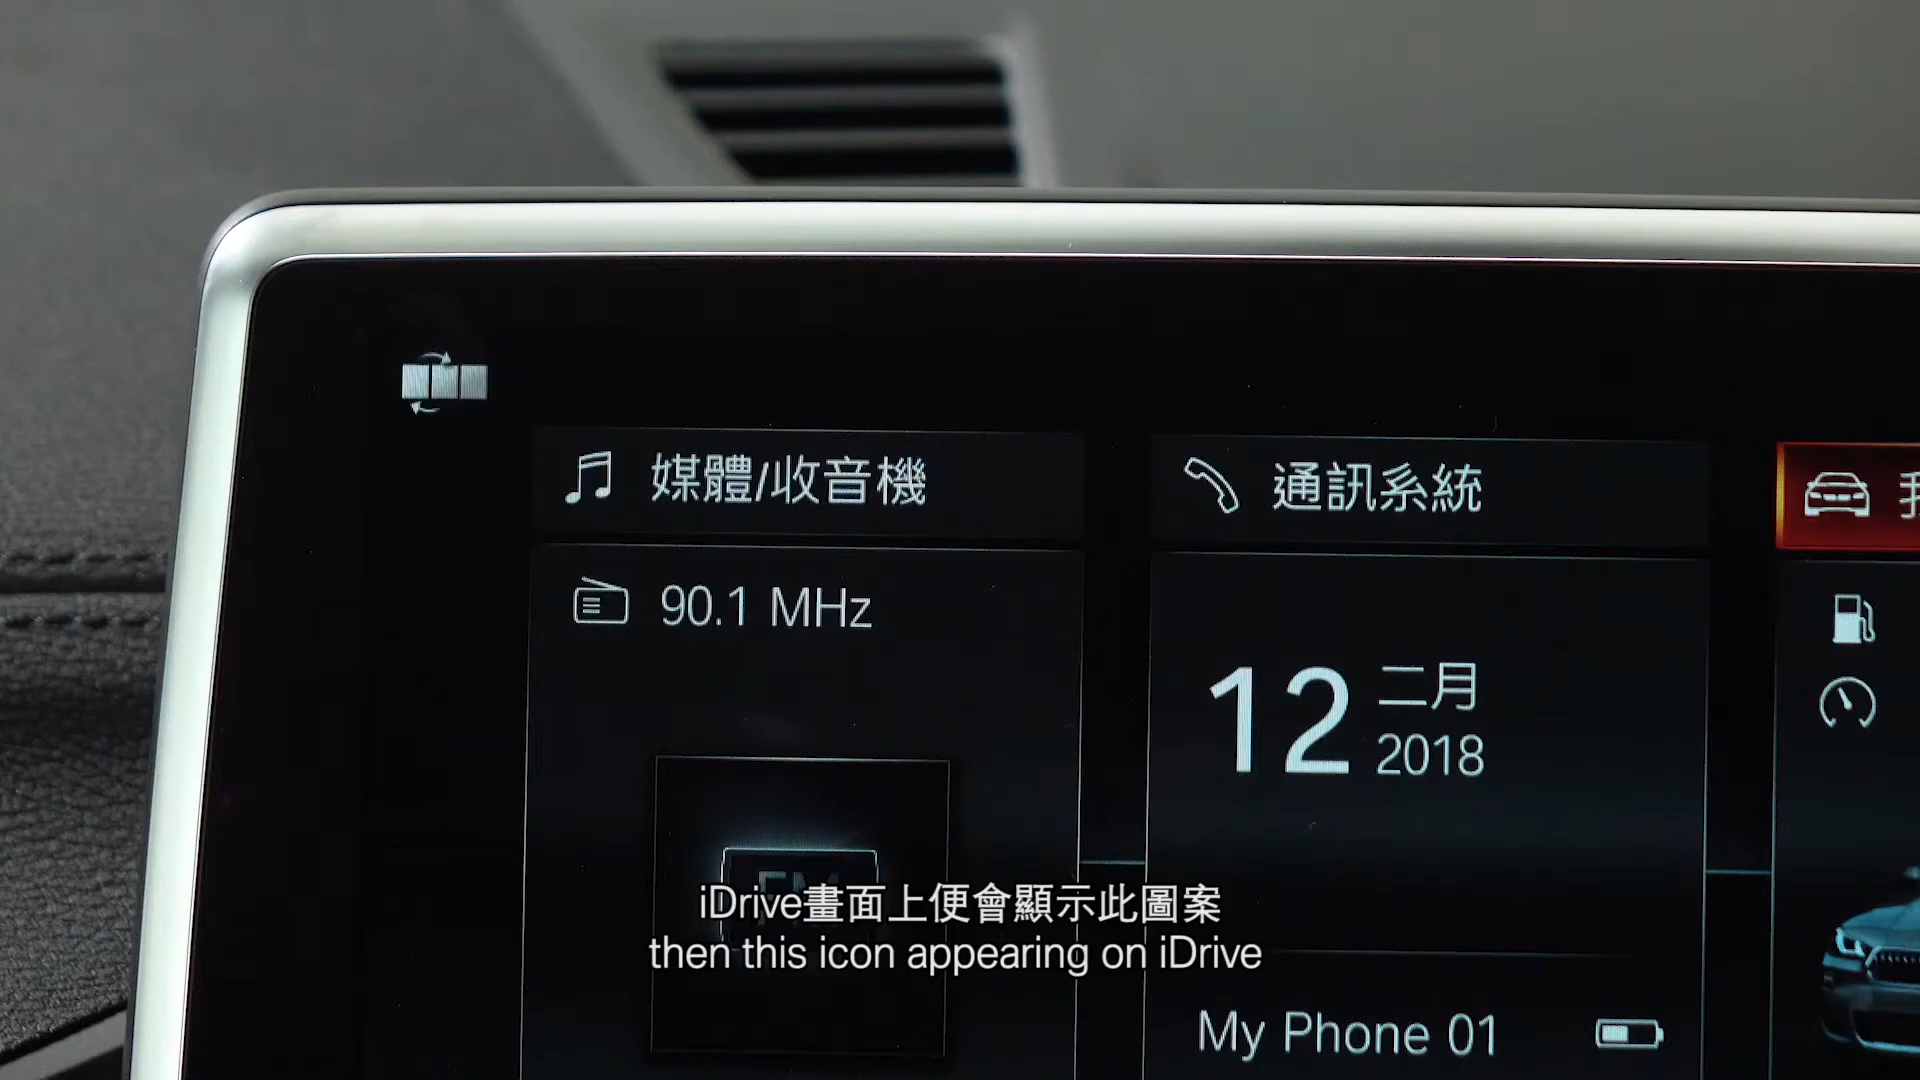 媒體/收音機
通訊系統
我
90.1 MHz
12
二月
2018
FM
iDrive畫面上便會顯示此圖案
then this icon appearing on iDrive
My Phone 01